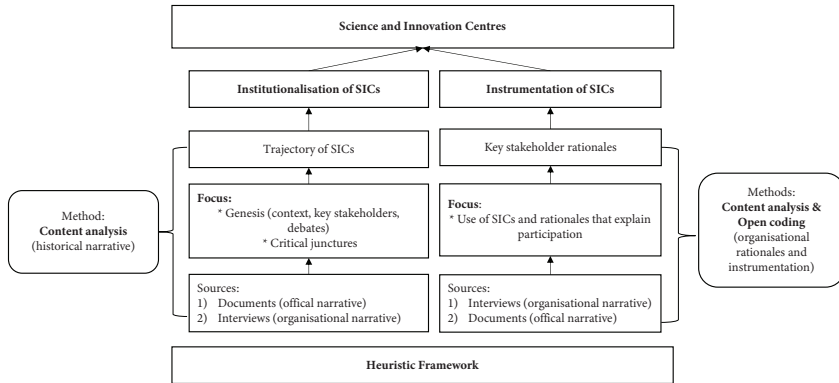 Science and Innovation Centres
Institutionalisation of SICs
Instrumentation of SICs
Trajectory of SICs
Key stakeholder rationales
Method:
Content analysis
(historical narrative)
Focus:
* Genesis (context, key stakeholders,
debates)
* Critical junctures
Focus:
* Use of SICs and rationales that explain
participation
Methods:
Content analysis &
Open coding
(organisational
rationales and
instrumentation)
Sources:
1) Documents (offical narrative)
2) Interviews (organisational narrative)
Sources:
1) Interviews (organisational narrative)
2) Documents (offical narrative)
Heuristic Framework